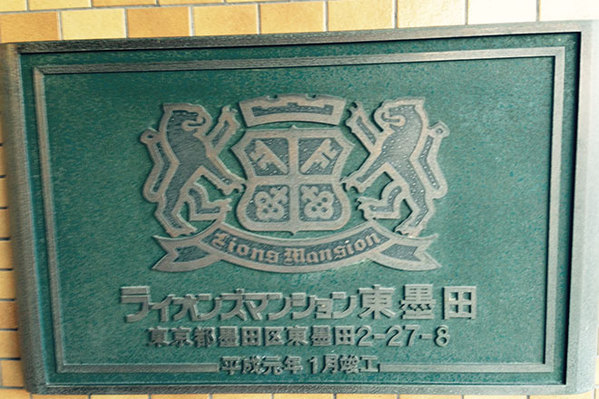 Lions Mansion
ライオンズマンション東墨田
東京都墨田区東墨田2-27-8
平成元年1月竣工